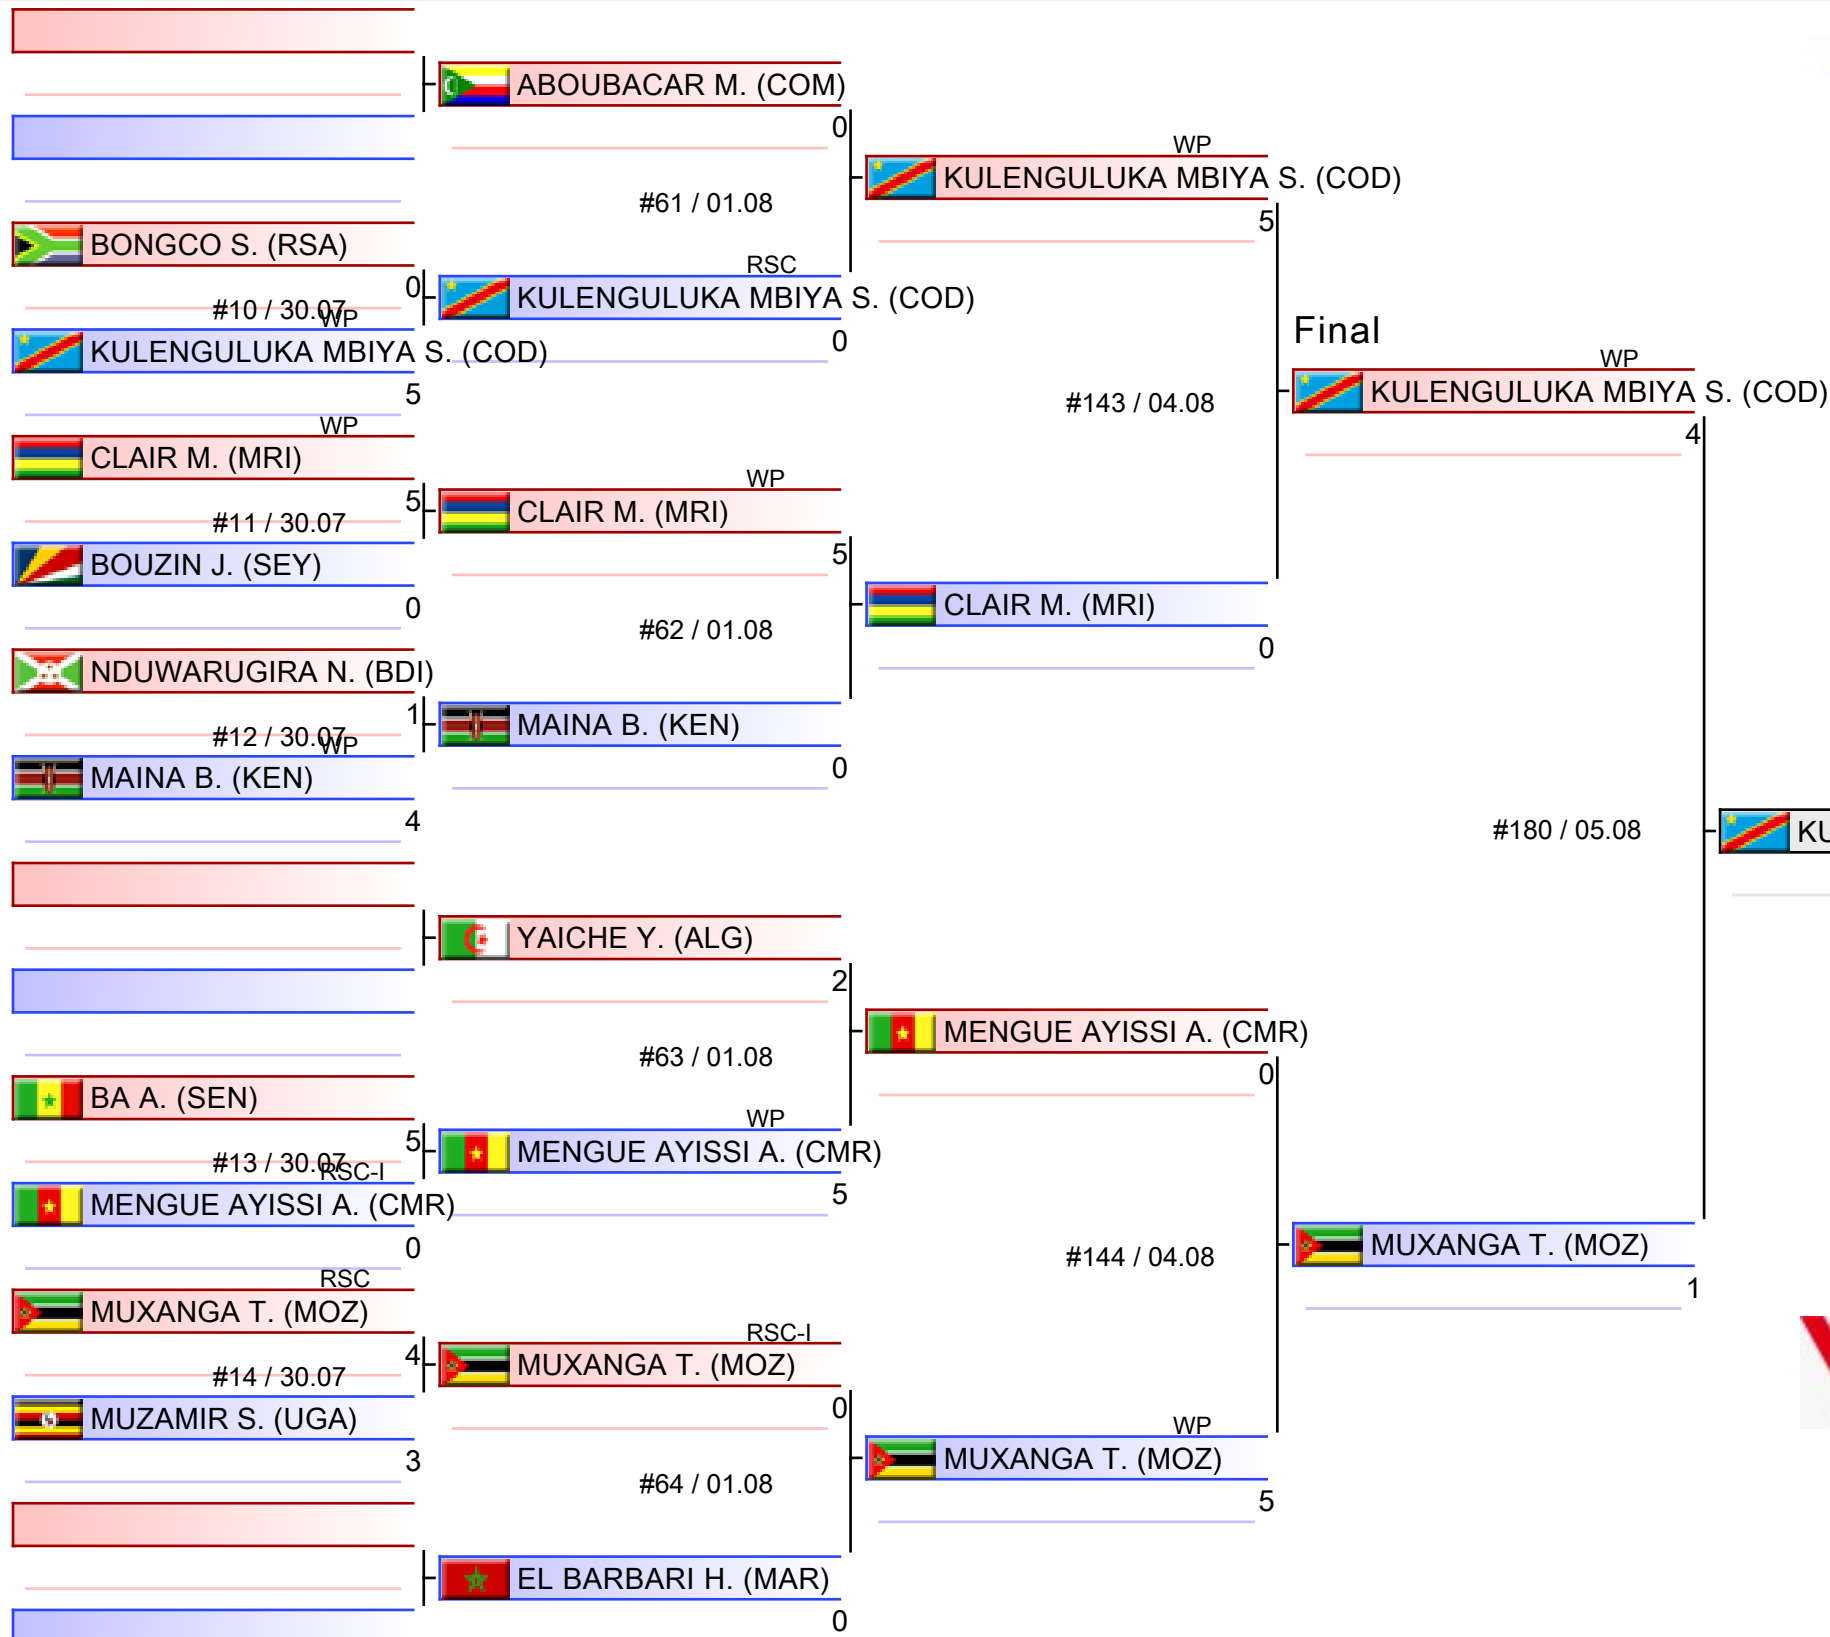 ABOUBACAR M. (COM)
0
WP
KULENGULUKA MBIYA S. (COD)
#61 / 01.08
5
BONGCO S. (RSA)
RSC
0
KULENGULUKA MBIYA S. (COD)
#10 / 30.07
WP
0
KULENGULUKA MBIYA S. (COD)
5
Final
WP
KULENGULUKA MBIYA S. (COD)
#143 / 04.08
4
WP
CLAIR M. (MRI)
WP
5
CLAIR M. (MRI)
#11 / 30.07
5
BOUZIN J. (SEY)
0
CLAIR M. (MRI)
#62 / 01.08
0
NDUWARUGIRA N. (BDI)
1
MAINA B. (KEN)
#12 / 30.07
WP
0
MAINA B. (KEN)
4
#180 / 05.08
KU
YAICHE Y. (ALG)
2
MENGUE AYISSI A. (CMR)
#63 / 01.08
0
BA A. (SEN)
WP
5
MENGUE AYISSI A. (CMR)
#13 / 30.07
RSC-I
5
MENGUE AYISSI A. (CMR)
0
#144 / 04.08
MUXANGA T. (MOZ)
1
RSC
MUXANGA T. (MOZ)
RSC-I
4
MUXANGA T. (MOZ)
#14 / 30.07
0
MUZAMIR S. (UGA)
3
WP
MUXANGA T. (MOZ)
#64 / 01.08
5
EL BARBARI H. (MAR)
0